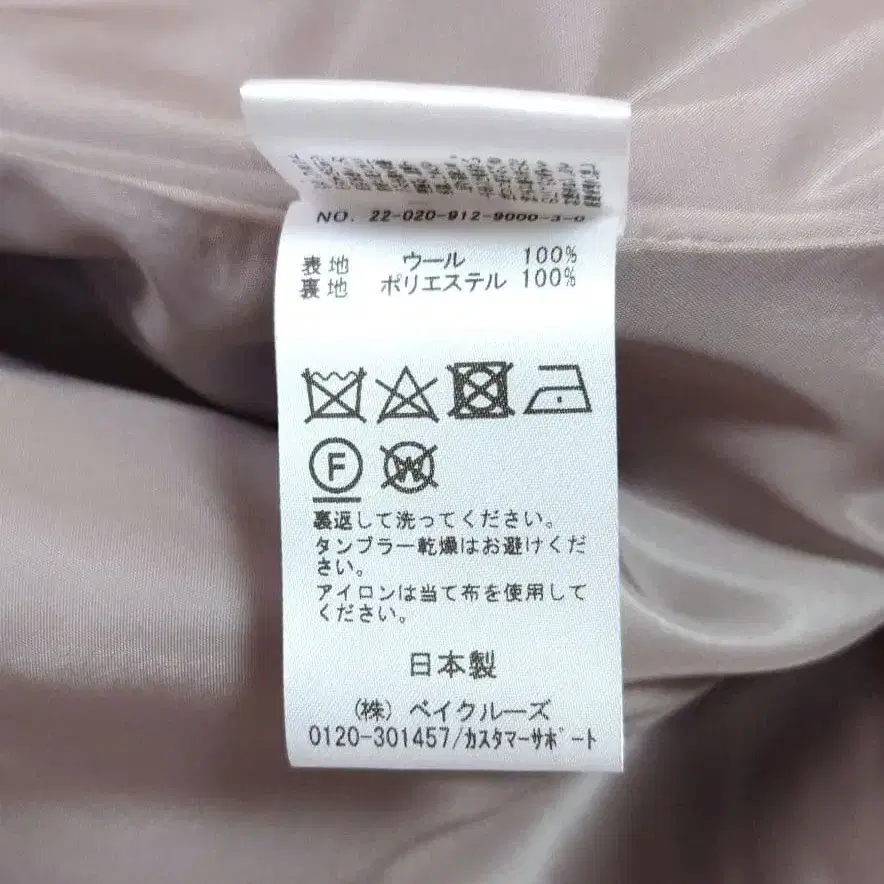 NO. 22-020-912-9000-3-0
表地 ウール 100%
裏地 ポリエステル 100%
F
W
裏返して洗ってください。
タンブラー乾燥はお避けくだ
さい。
アイロンは当て布を使用して
ください。
日本製
(株) ベイクルーズ
0120-301457/カスタマーサポート